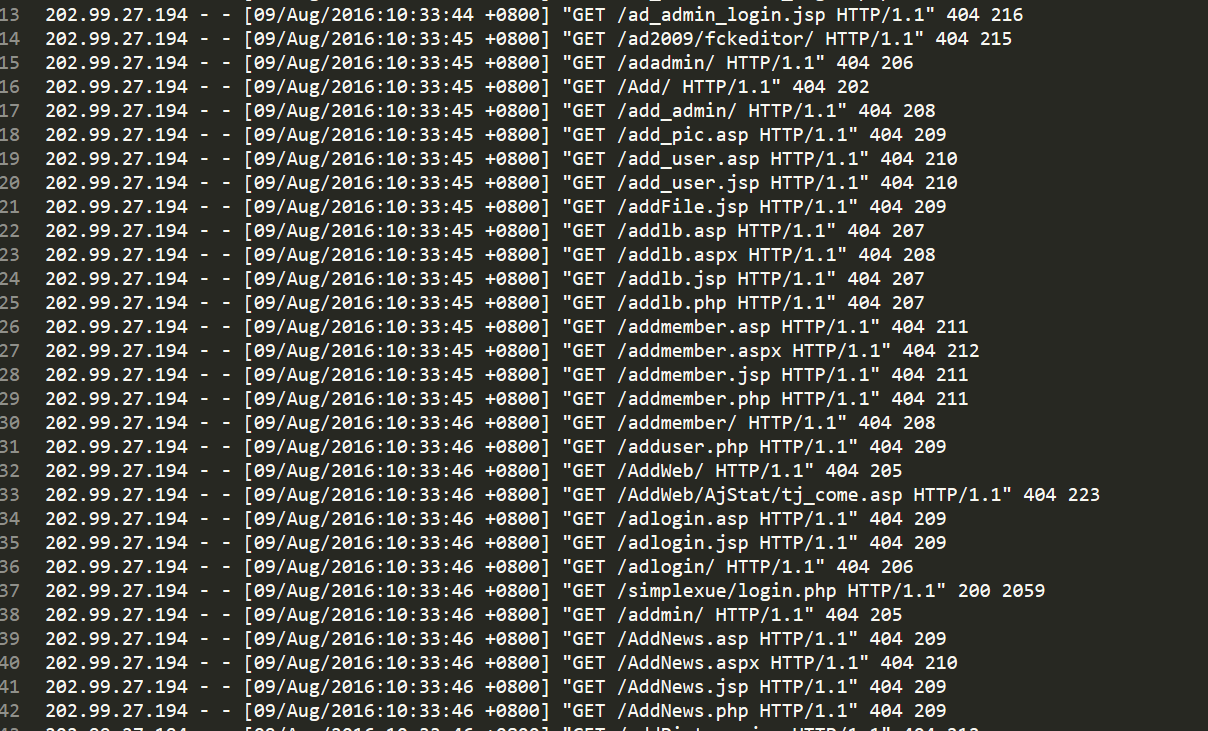 13 202.99.27.194 - - [09/Aug/2016:10:33:44 +0800] "GET /ad_admin_login.jsp HTTP/1.1" 404 216
14 202.99.27.194 - - [09/Aug/2016:10:33:45 +0800] "GET /ad2009/fckeditor/ HTTP/1.1" 404 215
15 202.99.27.194 - - [09/Aug/2016:10:33:45 +0800] "GET /adadmin/ HTTP/1.1" 404 206
16 202.99.27.194 - - [09/Aug/2016:10:33:45 +0800] "GET /Add/ HTTP/1.1" 404 202
17 202.99.27.194 - - [09/Aug/2016:10:33:45 +0800] "GET /add_admin/ HTTP/1.1" 404 208
18 202.99.27.194 - - [09/Aug/2016:10:33:45 +0800] "GET /add_pic.asp HTTP/1.1" 404 209
19 202.99.27.194 - - [09/Aug/2016:10:33:45 +0800] "GET /add_user.asp HTTP/1.1" 404 210
20 202.99.27.194 - - [09/Aug/2016:10:33:45 +0800] "GET /add_user.jsp HTTP/1.1" 404 210
21 202.99.27.194 - - [09/Aug/2016:10:33:45 +0800] "GET /addFile.jsp HTTP/1.1" 404 209
22 202.99.27.194 - - [09/Aug/2016:10:33:45 +0800] "GET /addlb.asp HTTP/1.1" 404 207
23 202.99.27.194 - - [09/Aug/2016:10:33:45 +0800] "GET /addlb.aspx HTTP/1.1" 404 208
24 202.99.27.194 - - [09/Aug/2016:10:33:45 +0800] "GET /addlb.jsp HTTP/1.1" 404 207
25 202.99.27.194 - - [09/Aug/2016:10:33:45 +0800] "GET /addlb.php HTTP/1.1" 404 207
26 202.99.27.194 - - [09/Aug/2016:10:33:45 +0800] "GET /addmember.asp HTTP/1.1" 404 211
27 202.99.27.194 - - [09/Aug/2016:10:33:45 +0800] "GET /addmember.aspx HTTP/1.1" 404 212
28 202.99.27.194 - - [09/Aug/2016:10:33:45 +0800] "GET /addmember.jsp HTTP/1.1" 404 211
29 202.99.27.194 - - [09/Aug/2016:10:33:45 +0800] "GET /addmember.php HTTP/1.1" 404 211
30 202.99.27.194 - - [09/Aug/2016:10:33:46 +0800] "GET /addmember/ HTTP/1.1" 404 208
31 202.99.27.194 - - [09/Aug/2016:10:33:46 +0800] "GET /adduser.php HTTP/1.1" 404 209
32 202.99.27.194 - - [09/Aug/2016:10:33:46 +0800] "GET /AddWeb/ HTTP/1.1" 404 205
33 202.99.27.194 - - [09/Aug/2016:10:33:46 +0800] "GET /AddWeb/AjStat/tj_come.asp HTTP/1.1" 404 223
34 202.99.27.194 - - [09/Aug/2016:10:33:46 +0800] "GET /adlogin.asp HTTP/1.1" 404 209
35 202.99.27.194 - - [09/Aug/2016:10:33:46 +0800] "GET /adlogin.jsp HTTP/1.1" 404 209
36 202.99.27.194 - - [09/Aug/2016:10:33:46 +0800] "GET /adlogin/ HTTP/1.1" 404 206
37 202.99.27.194 - - [09/Aug/2016:10:33:46 +0800] "GET /simplexue/login.php HTTP/1.1" 200 2059
38 202.99.27.194 - - [09/Aug/2016:10:33:46 +0800] "GET /addmin/ HTTP/1.1" 404 205
39 202.99.27.194 - - [09/Aug/2016:10:33:46 +0800] "GET /AddNews.asp HTTP/1.1" 404 209
40 202.99.27.194 - - [09/Aug/2016:10:33:46 +0800] "GET /AddNews.aspx HTTP/1.1" 404 210
41 202.99.27.194 - - [09/Aug/2016:10:33:46 +0800] "GET /AddNews.jsp HTTP/1.1" 404 209
42 202.99.27.194 - - [09/Aug/2016:10:33:46 +0800] "GET /AddNews.php HTTP/1.1" 404 209